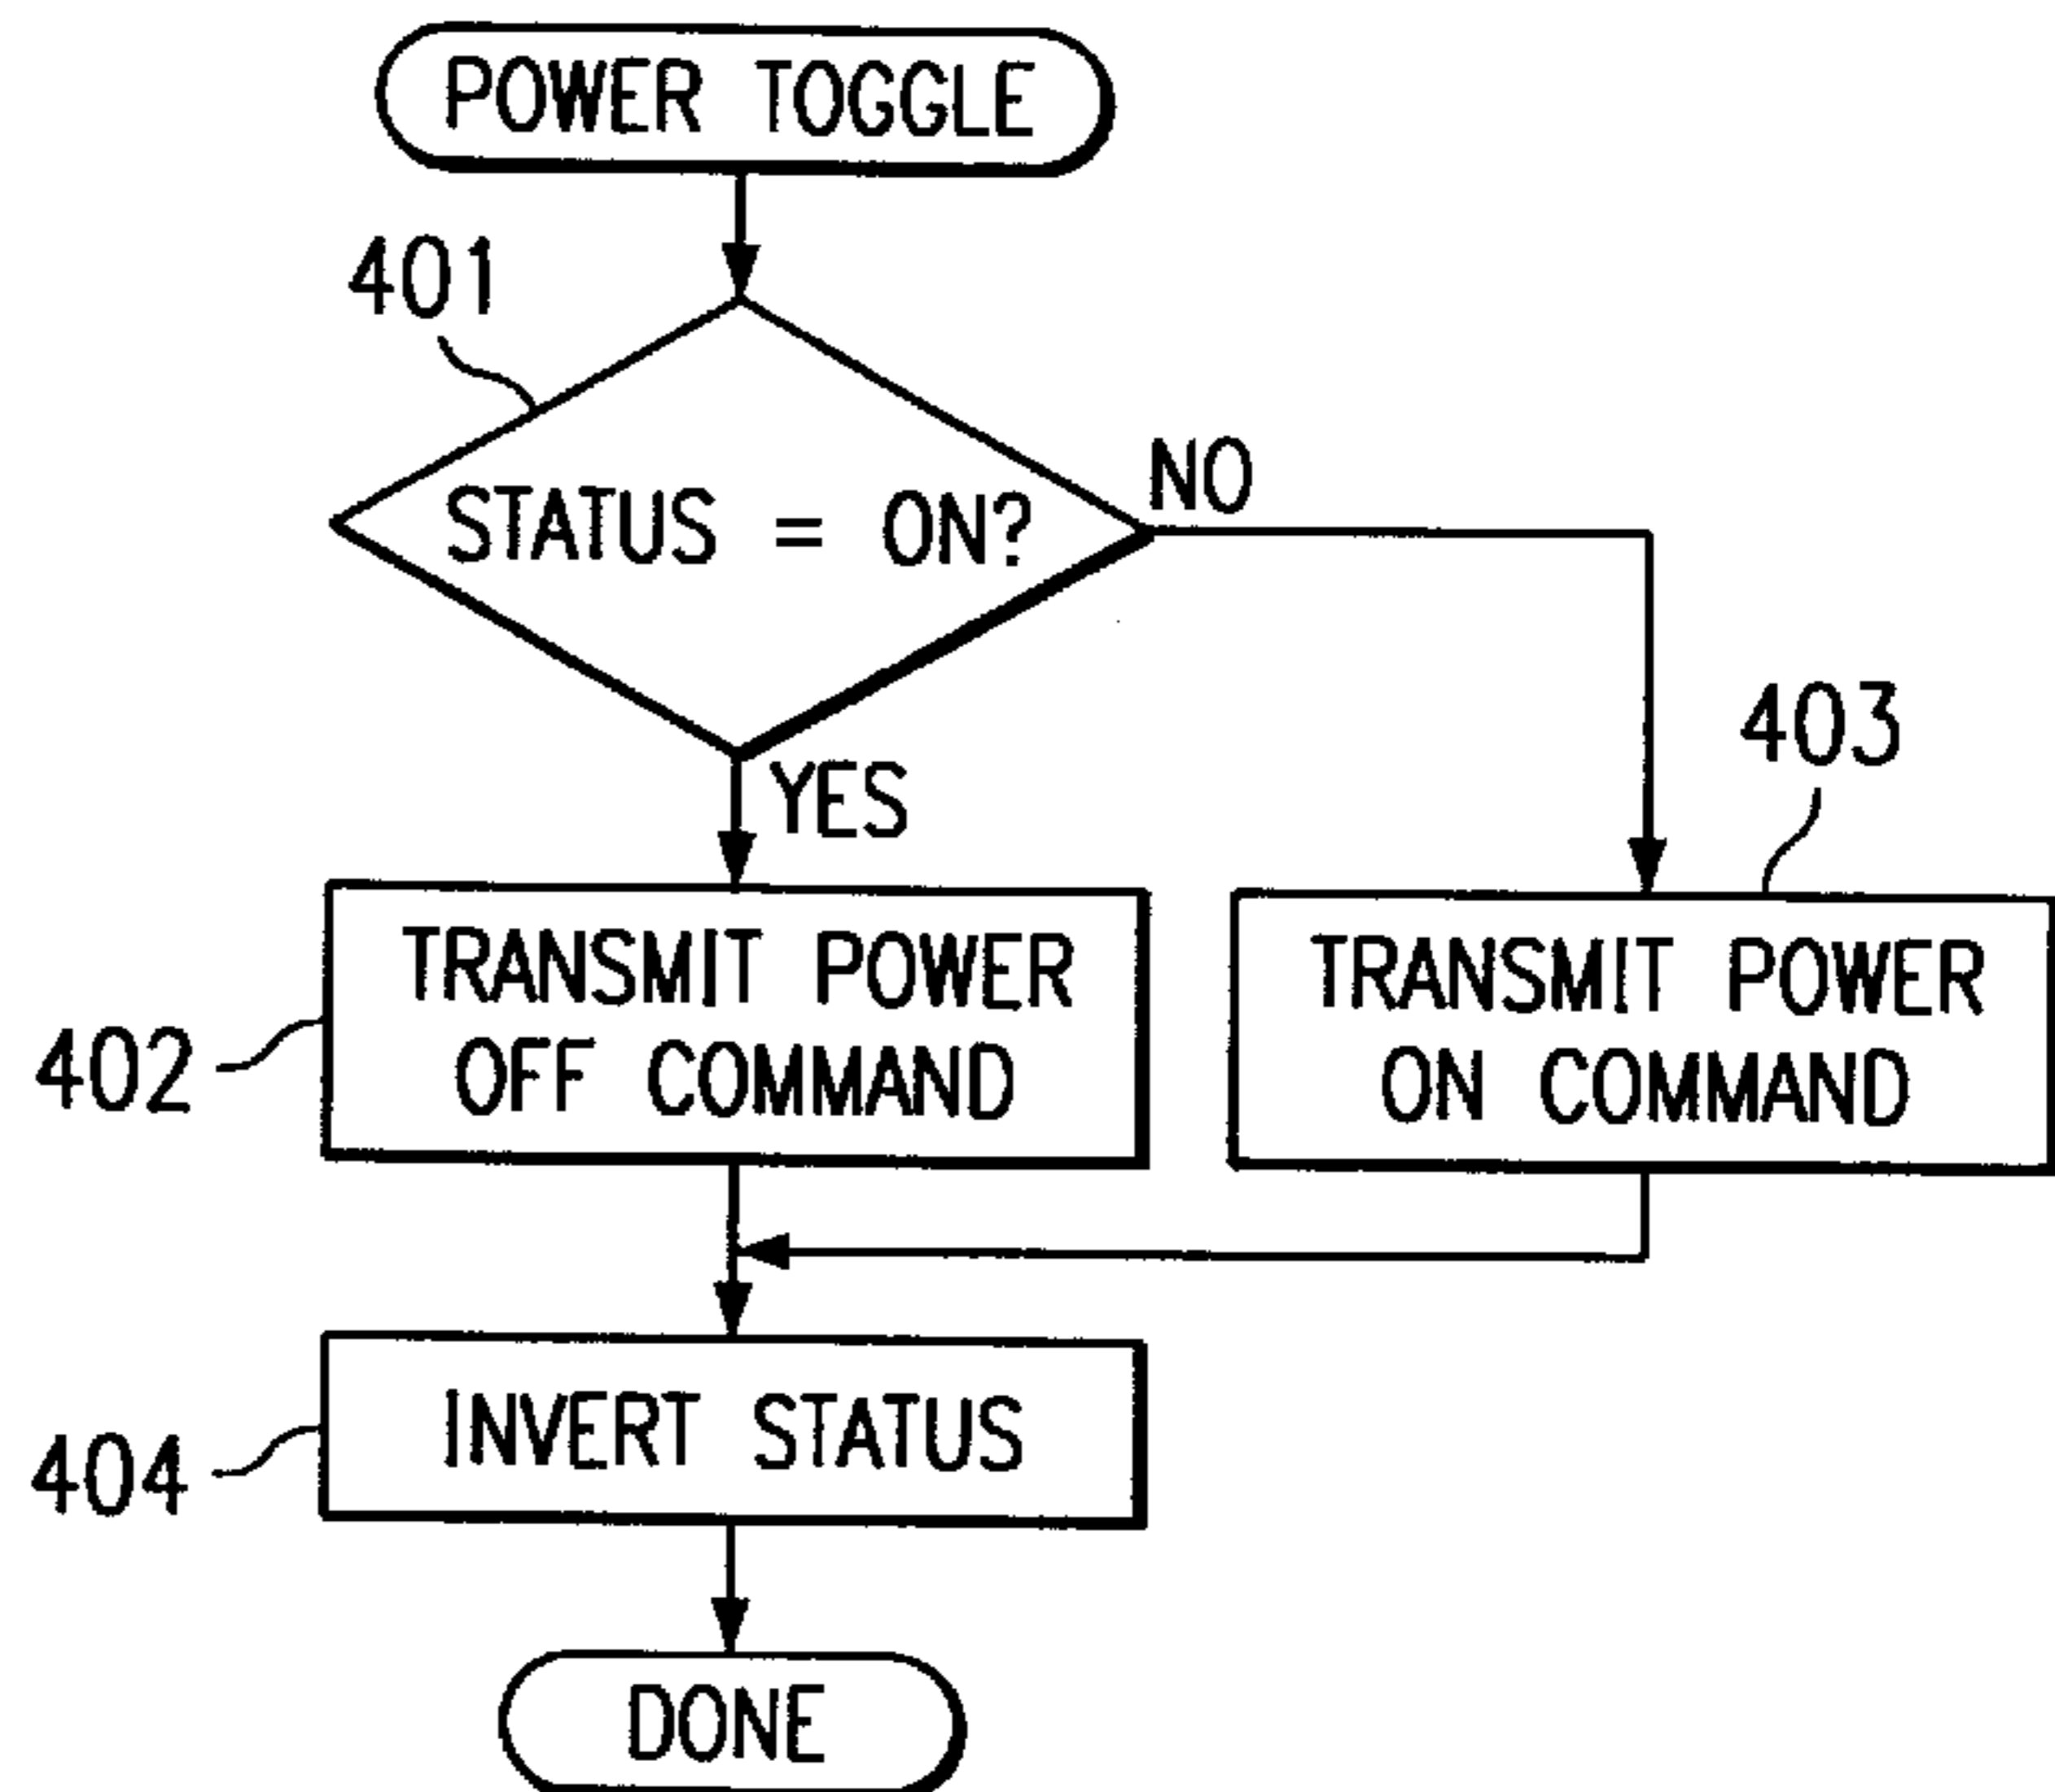 POWER TOGGLE
401
STATUS = ON?
NO
YES
403
TRANSMIT POWER
OFF COMMAND
402
TRANSMIT POWER
ON COMMAND
INVERT STATUS
404
DONE